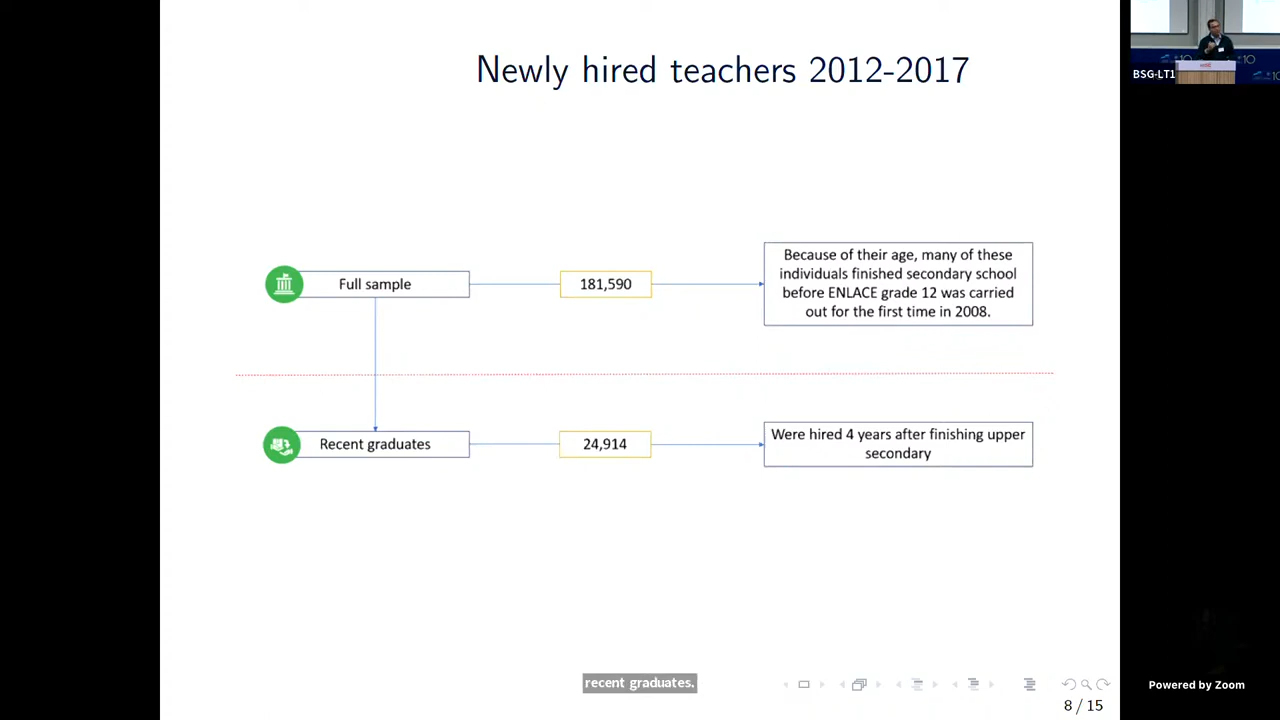 Newly hired teachers 2012-2017
BSG-LT1
Full sample
181,590
Because of their age, many of these
individuals finished secondary school
before ENLACE grade 12 was carried
out for the first time in 2008.
Recent graduates
24,914
Were hired 4 years after finishing upper
secondary
recent graduates.
Powered by Zoom
8 / 15